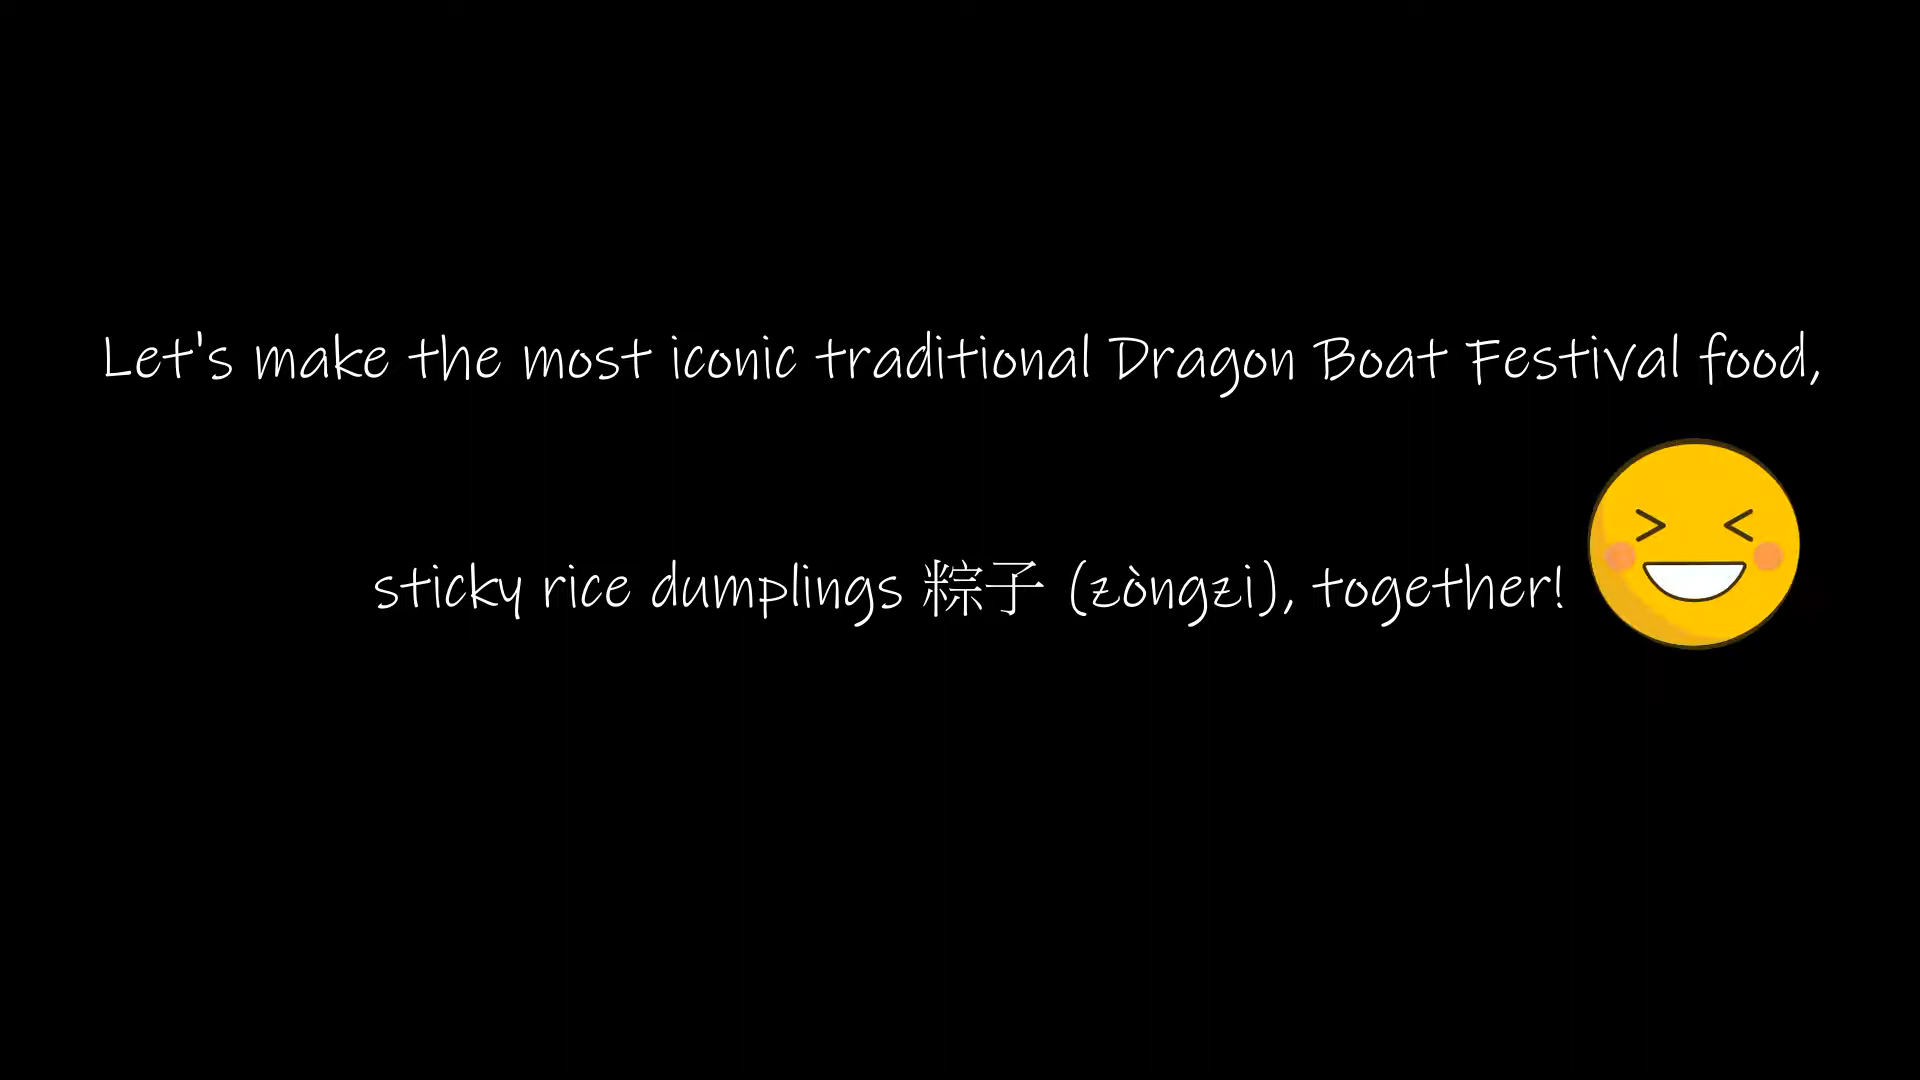 Let's make the most iconic traditional Dragon Boat Festival food,
sticky rice dumplings 粽子 (zòngzi), together!